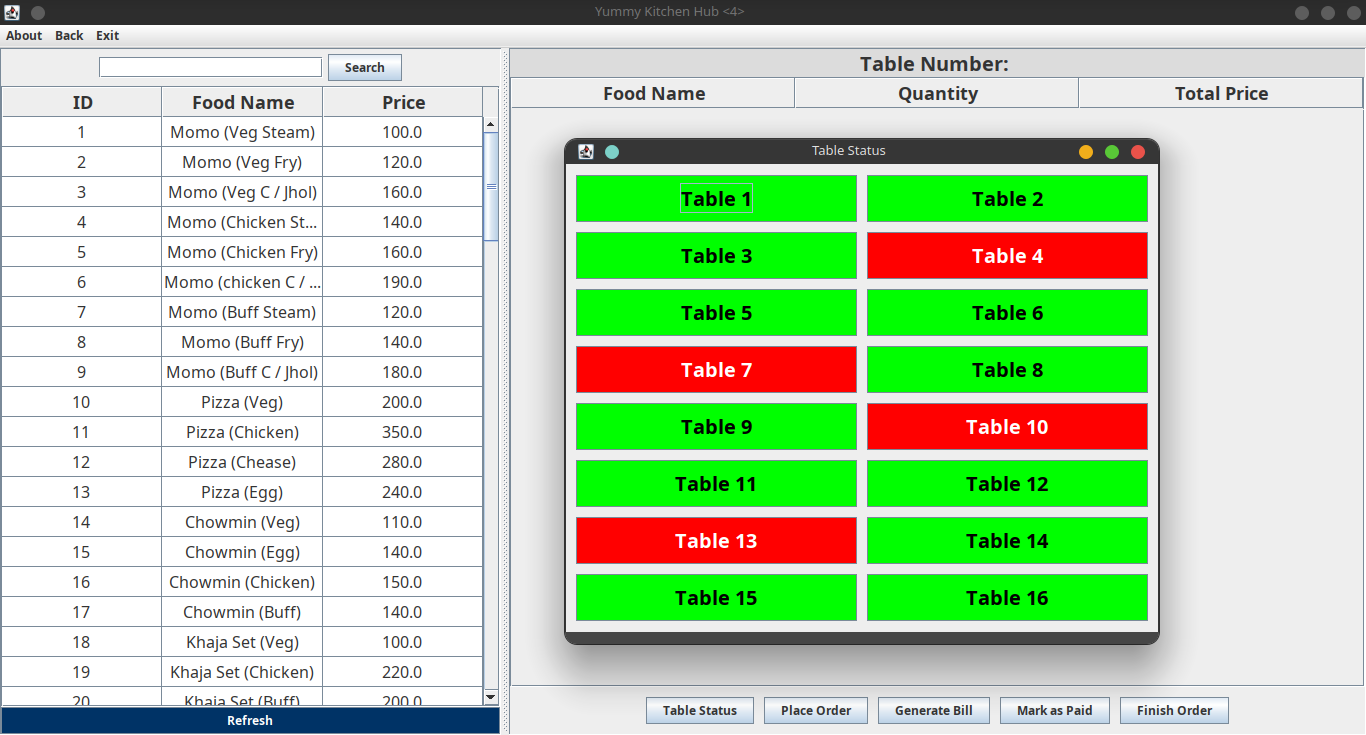 Yummy Kitchen Hub <4>
About Back Exit
Search
ID Food Name Price
1 Momo (Veg Steam) 100.0
2 Momo (Veg Fry) 120.0
3 Momo (Veg C / Jhol) 160.0
4 Momo (Chicken St... 140.0
5 Momo (Chicken Fry) 160.0
6 Momo (chicken C / ... 190.0
7 Momo (Buff Steam) 120.0
8 Momo (Buff Fry) 140.0
9 Momo (Buff C / Jhol) 180.0
10 Pizza (Veg) 200.0
11 Pizza (Chicken) 350.0
12 Pizza (Chease) 280.0
13 Pizza (Egg) 240.0
14 Chowmin (Veg) 110.0
15 Chowmin (Egg) 140.0
16 Chowmin (Chicken) 150.0
17 Chowmin (Buff) 140.0
18 Khaja Set (Veg) 100.0
19 Khaja Set (Chicken) 220.0
20 Khaja Set (Buff) 200.0
Refresh
Table Number:
Food Name Quantity Total Price
Table Status
Table 1 Table 2
Table 3 Table 4
Table 5 Table 6
Table 7 Table 8
Table 9 Table 10
Table 11 Table 12
Table 13 Table 14
Table 15 Table 16
Table Status Place Order Generate Bill Mark as Paid Finish Order